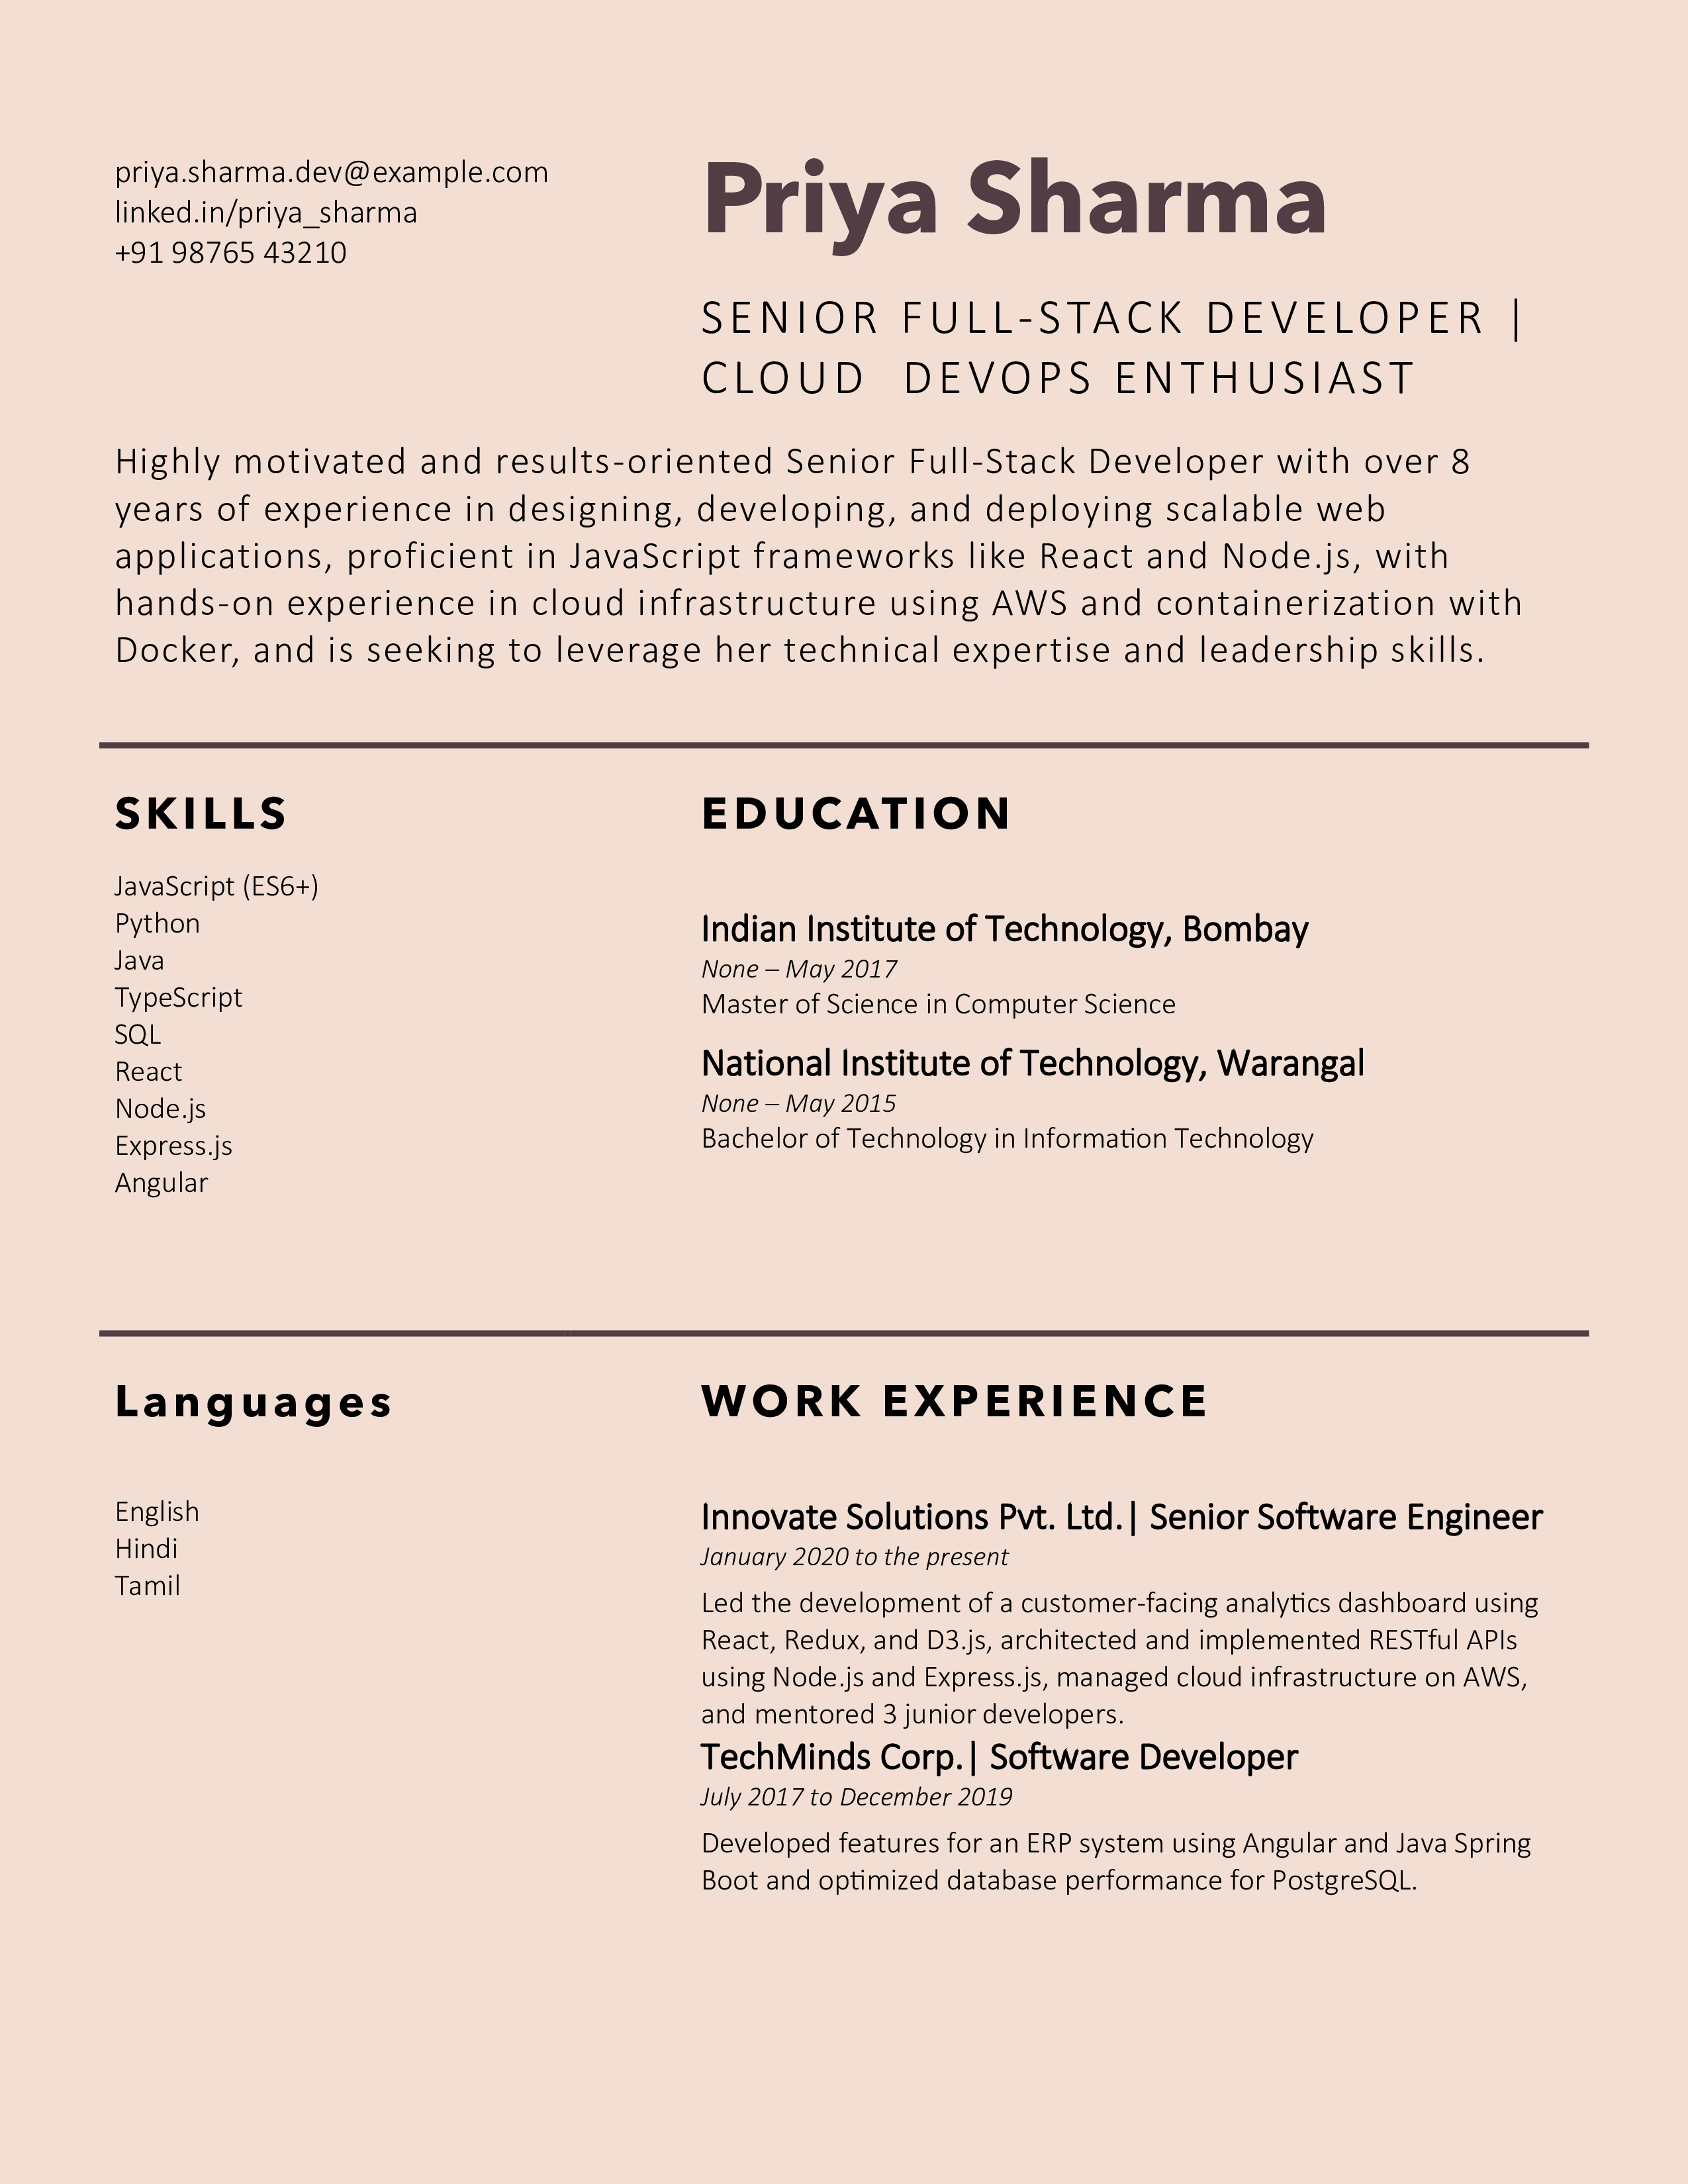 priya.sharma.dev@example.com
linked.in/priya_sharma
+91 98765 43210
Priya Sharma
SENIOR FULL-STACK DEVELOPER |
CLOUD  DEVOPS ENTHUSIAST
Highly motivated and results-oriented Senior Full-Stack Developer with over 8
years of experience in designing, developing, and deploying scalable web
applications, proficient in JavaScript frameworks like React and Node.js, with
hands-on experience in cloud infrastructure using AWS and containerization with
Docker, and is seeking to leverage her technical expertise and leadership skills.
SKILLS
JavaScript (ES6+)
Python
Java
TypeScript
SQL
React
Node.js
Express.js
Angular
EDUCATION
Indian Institute of Technology, Bombay
None – May 2017
Master of Science in Computer Science
National Institute of Technology, Warangal
None – May 2015
Bachelor of Technology in Information Technology
Languages
English
Hindi
Tamil
WORK EXPERIENCE
Innovate Solutions Pvt. Ltd.| Senior Software Engineer
January 2020 to the present
Led the development of a customer-facing analytics dashboard using
React, Redux, and D3.js, architected and implemented RESTful APIs
using Node.js and Express.js, managed cloud infrastructure on AWS,
and mentored 3 junior developers.
TechMinds Corp.| Software Developer
July 2017 to December 2019
Developed features for an ERP system using Angular and Java Spring
Boot and optimized database performance for PostgreSQL.